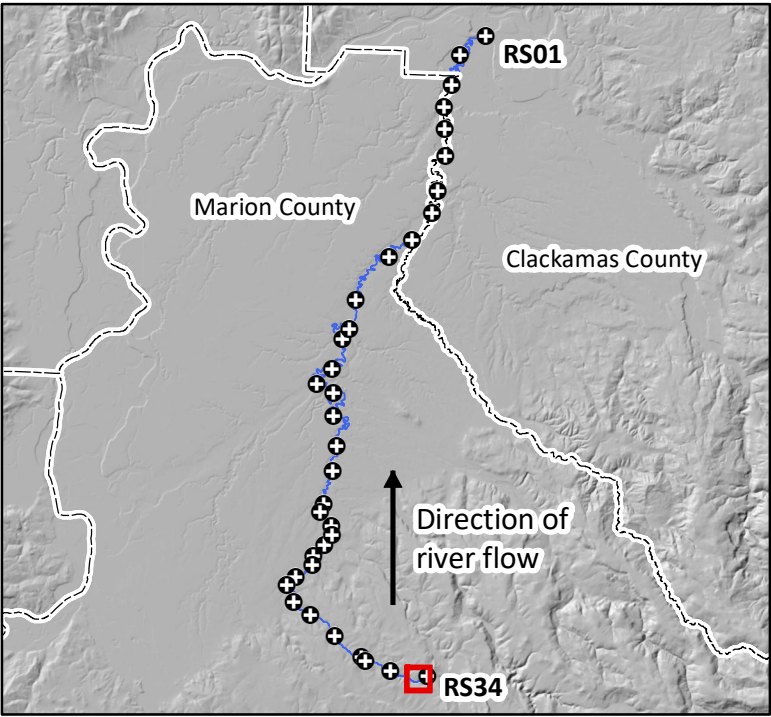 RS01
Marion County
Clackamas County
Direction of
river flow
RS34